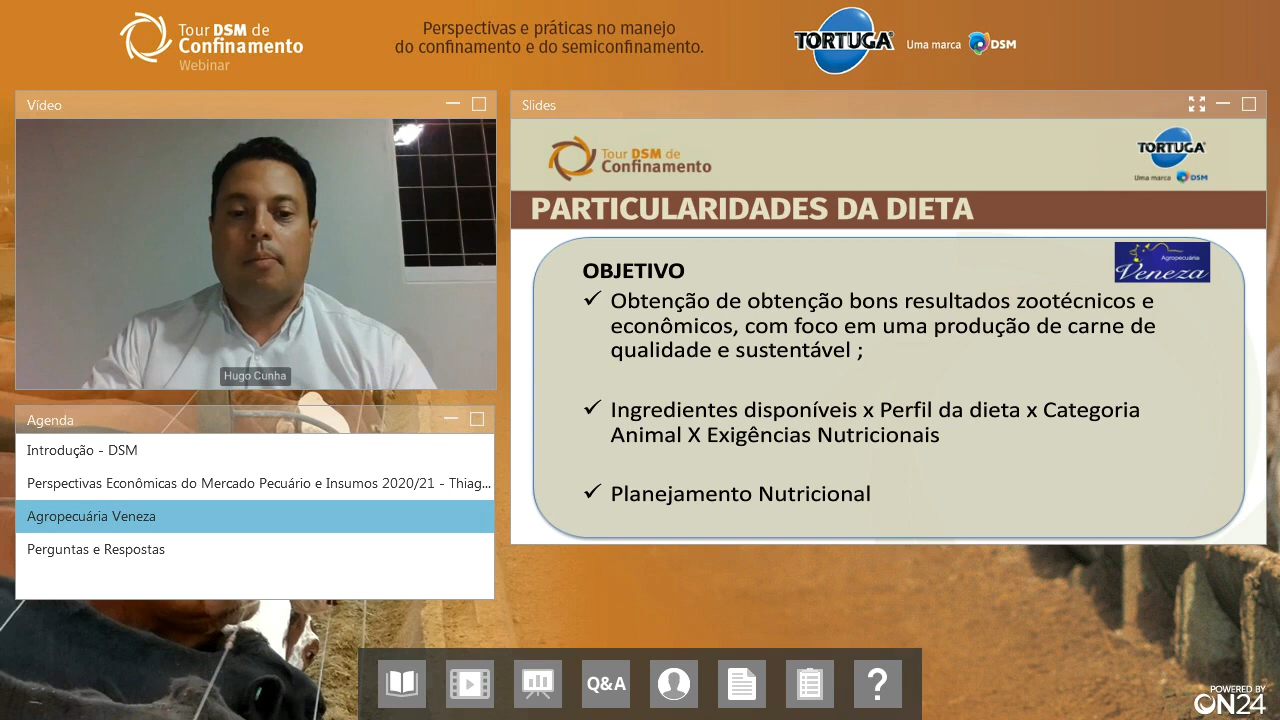 Tour DSM de
Confinamento
Webinar
Perspectivas e práticas no manejo
do confinamento e do semiconfinamento.
TORTUGA
Uma marca DSM
Vídeo
Hugo Cunha
Slides
Tour DSM de
Confinamento
TORTUGA
Uma marca DSM
PARTICULARIDADES DA DIETA
Agropecuária
Veneza
OBJETIVO
✓ Obtenção de obtenção bons resultados zootécnicos e
econômicos, com foco em uma produção de carne de
qualidade e sustentável ;
✓ Ingredientes disponíveis x Perfil da dieta x Categoria
Animal X Exigências Nutricionais
✓ Planejamento Nutricional
Agenda
Introdução - DSM
Perspectivas Econômicas do Mercado Pecuário e Insumos 2020/21 - Thiag...
Agropecuária Veneza
Perguntas e Respostas
Q&A
?
POWERED BY
ON24